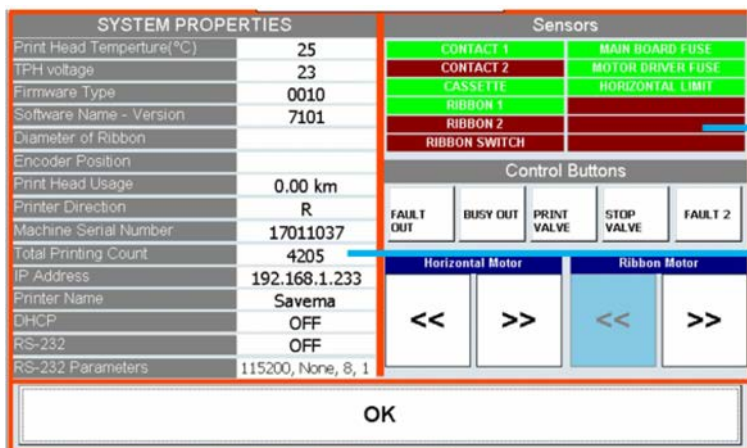 SYSTEM PROPERTIES
Print Head Temperture(°C) 25
TPH voltage 23
Firmware Type 0010
Software Name - Version 7101
Diameter of Ribbon
Encoder Position
Print Head Usage 0.00 km
Printer Direction R
Machine Serial Number 17011037
Total Printing Count 4205
IP Address 192.168.1.233
Printer Name Savema
DHCP OFF
RS-232 OFF
RS-232 Parameters 115200, None, 8, 1
Sensors
CONTACT 1 MAIN BOARD FUSE
CONTACT 2 MOTOR DRIVER FUSE
CASSETTE HORIZONTAL LIMIT
RIBBON 1
RIBBON 2
RIBBON SWITCH
Control Buttons
FAULT OUT BUSY OUT PRINT VALVE STOP VALVE FAULT 2
Horizontal Motor Ribbon Motor
<< >> << >>
OK